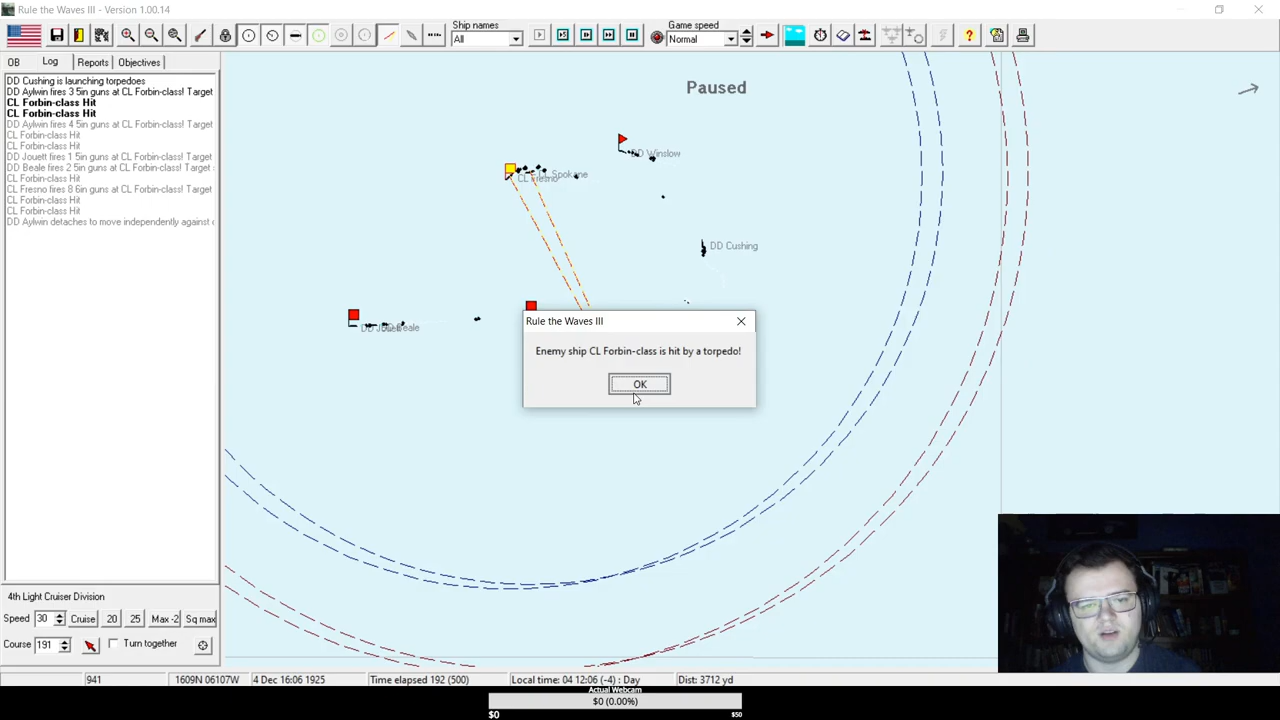 Rule the Waves III - Version 1.00.14
Ship names
All
Game speed
Normal
OB
Log
Reports
Objectives
DD Cushing is launching torpedoes
DD Aylwin fires 3 5in guns at CL Forbin-class! Target
CL Forbin-class Hit
CL Forbin-class Hit
DD Aylwin fires 4 5in guns at CL Forbin-class! Target
CL Forbin-class Hit
CL Forbin-class Hit
DD Jouett fires 1 5in guns at CL Forbin-class! Target
DD Beale fires 2 5in guns at CL Forbin-class! Target
CL Forbin-class Hit
CL Fresno fires 8 6in guns at CL Forbin-class! Target
CL Forbin-class Hit
CL Forbin-class Hit
DD Aylwin detaches to move independently against
Paused
DD Winslow
CL Fresno
Spokane
DD Cushing
DD Jouett
Beale
Rule the Waves III
Enemy ship CL Forbin-class is hit by a torpedo!
OK
4th Light Cruiser Division
Speed 30 Cruise 20 25 Max -2 Sq max
Course 191 Turn together
941
1609N 06107W
4 Dec 16:06 1925
Time elapsed 192 (500)
Local time: 04 12:06 (-4) : Day
Dist: 3712 yd
Actual Webcam
$0 (0.00%)
$0
$50